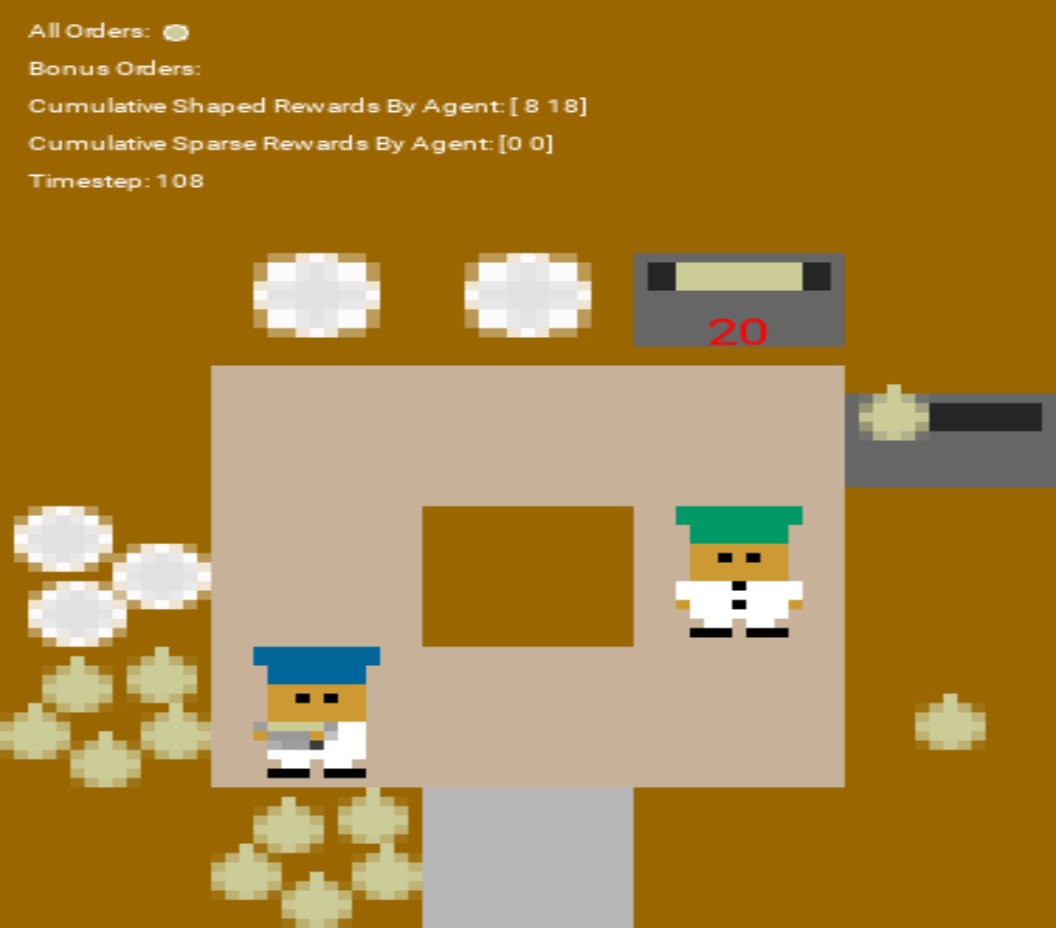 All Orders:
Bonus Orders:
Cumulative Shaped Rewards By Agent: [ 8 18]
Cumulative Sparse Rewards By Agent: [0 0]
Timestep: 108
20